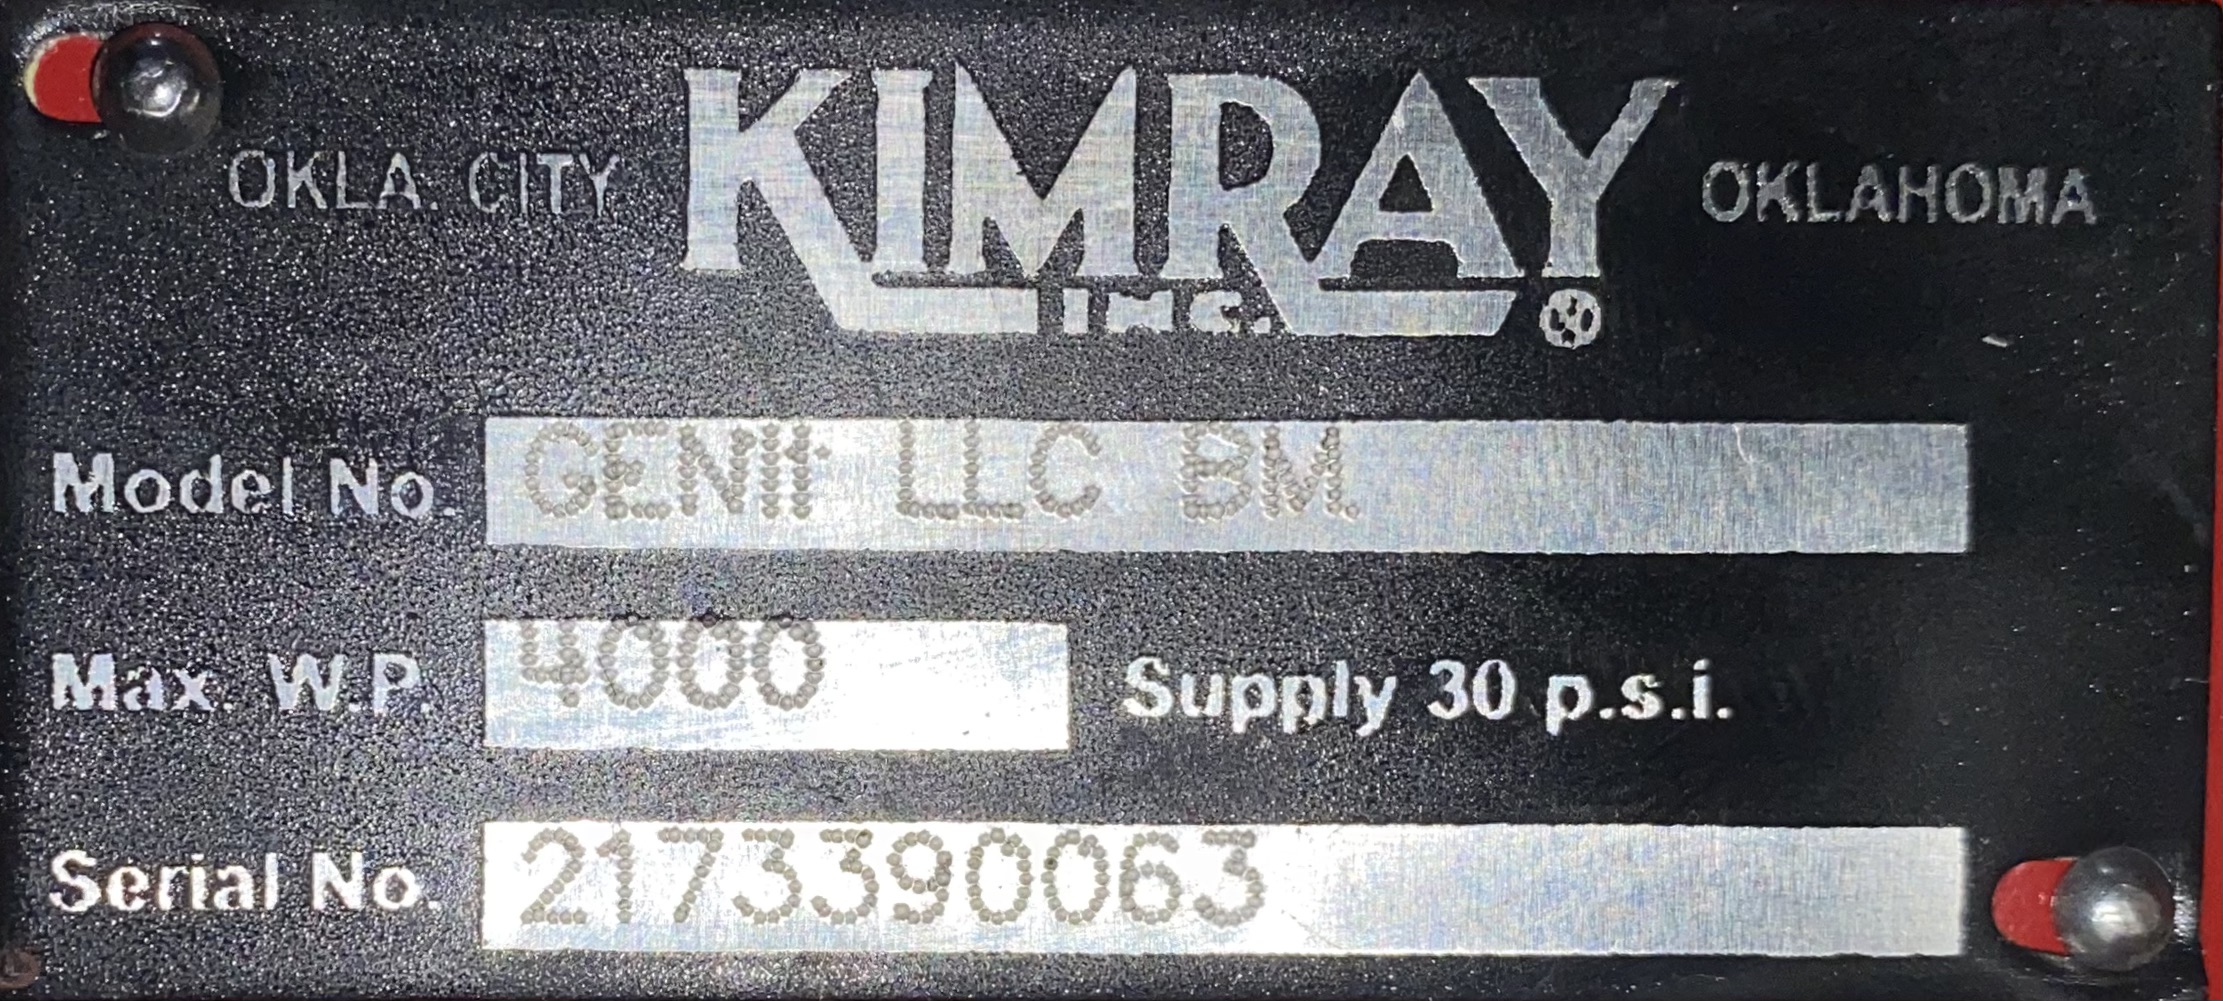 OKLA. CITY KIMRAY OKLAHOMA
INC. ®
Model No. GENII LLC BM.
Max. W.P. 4000 Supply 30 p.s.i.
Serial No. 2173390063